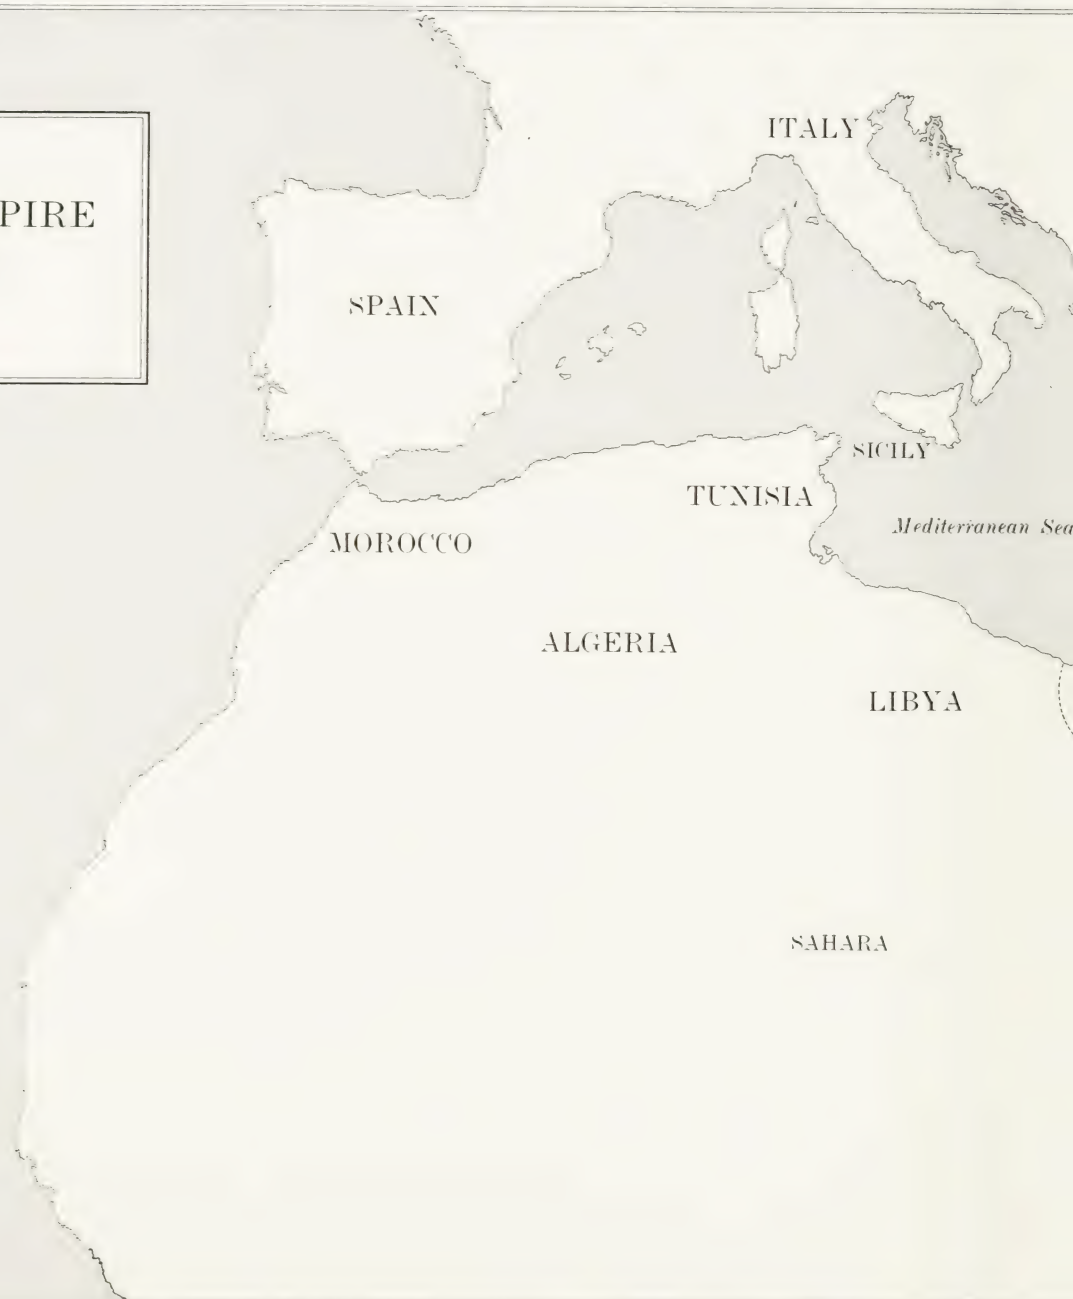 PIRE
ITALY
SPAIN
SICILY
TUNISIA
Mediterranean Sea
MOROCCO
ALGERIA
LIBYA
SAHARA